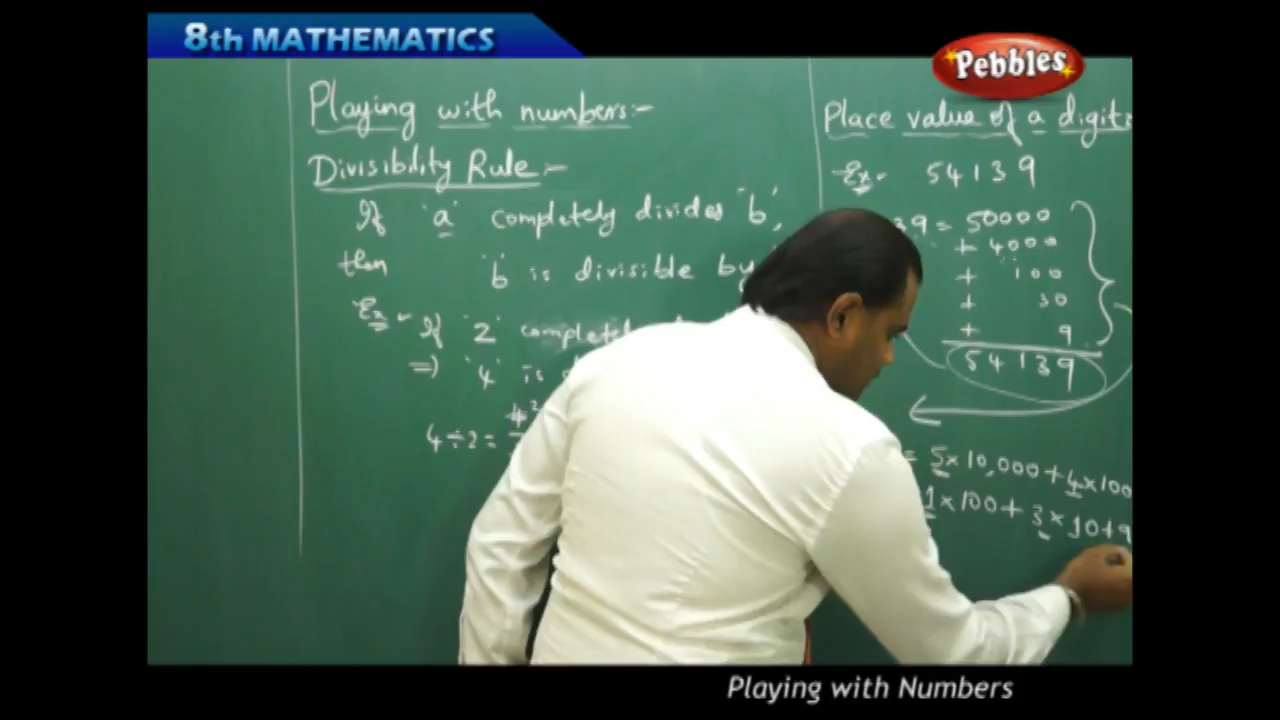 8th MATHEMATICS
Pebbles
Playing with numbers:-
Divisibility Rule:-
If 'a' completely divides 'b',
then 'b' is divisible by
Ex - If '2'
=) '4' is
4÷2=
Place value of a digit
Ex- 54139
39 = 50000
+ 4000
+ 100
+ 30
+ 9
54139
= 5×10,000+4×100
1×100+3×10+9
Playing with Numbers